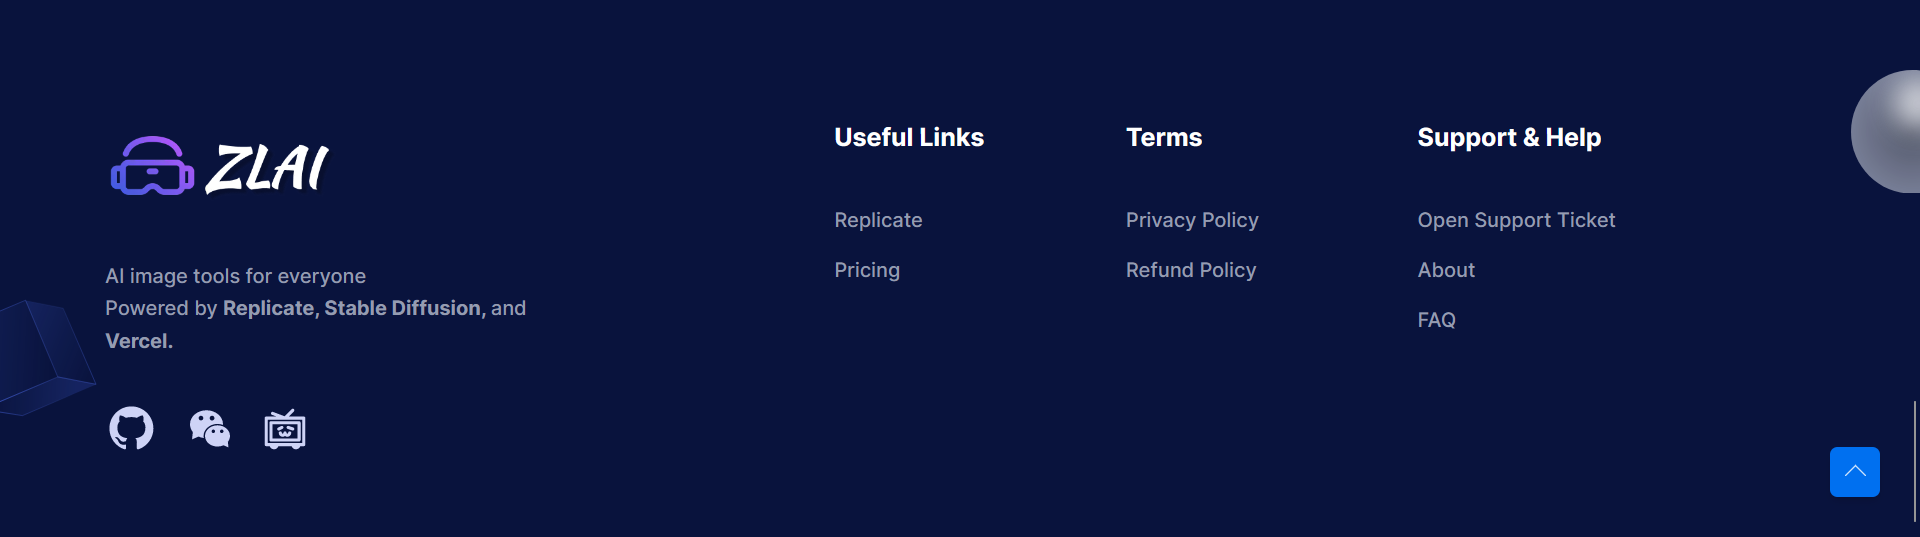 ZLAI
AI image tools for everyone
Powered by Replicate, Stable Diffusion, and
Vercel.
Useful Links
Replicate
Pricing
Terms
Privacy Policy
Refund Policy
Support & Help
Open Support Ticket
About
FAQ